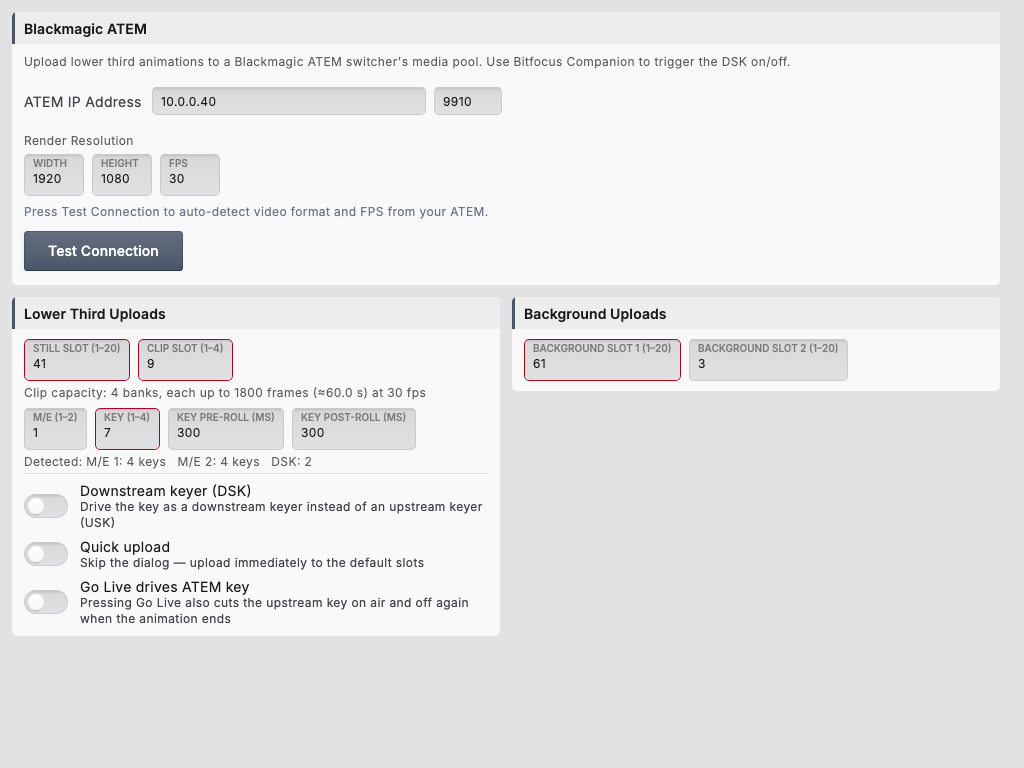 Blackmagic ATEM
Upload lower third animations to a Blackmagic ATEM switcher's media pool. Use Bitfocus Companion to trigger the DSK on/off.
ATEM IP Address 10.0.0.40 9910
Render Resolution
WIDTH HEIGHT FPS
1920 1080 30
Press Test Connection to auto-detect video format and FPS from your ATEM.
Test Connection
Lower Third Uploads
STILL SLOT (1–20) CLIP SLOT (1–4)
41 9
Clip capacity: 4 banks, each up to 1800 frames (≈60.0 s) at 30 fps
M/E (1–2) KEY (1–4) KEY PRE-ROLL (MS) KEY POST-ROLL (MS)
1 7 300 300
Detected: M/E 1: 4 keys M/E 2: 4 keys DSK: 2
Downstream keyer (DSK)
Drive the key as a downstream keyer instead of an upstream keyer
(USK)
Quick upload
Skip the dialog — upload immediately to the default slots
Go Live drives ATEM key
Pressing Go Live also cuts the upstream key on air and off again
when the animation ends
Background Uploads
BACKGROUND SLOT 1 (1–20) BACKGROUND SLOT 2 (1–20)
61 3